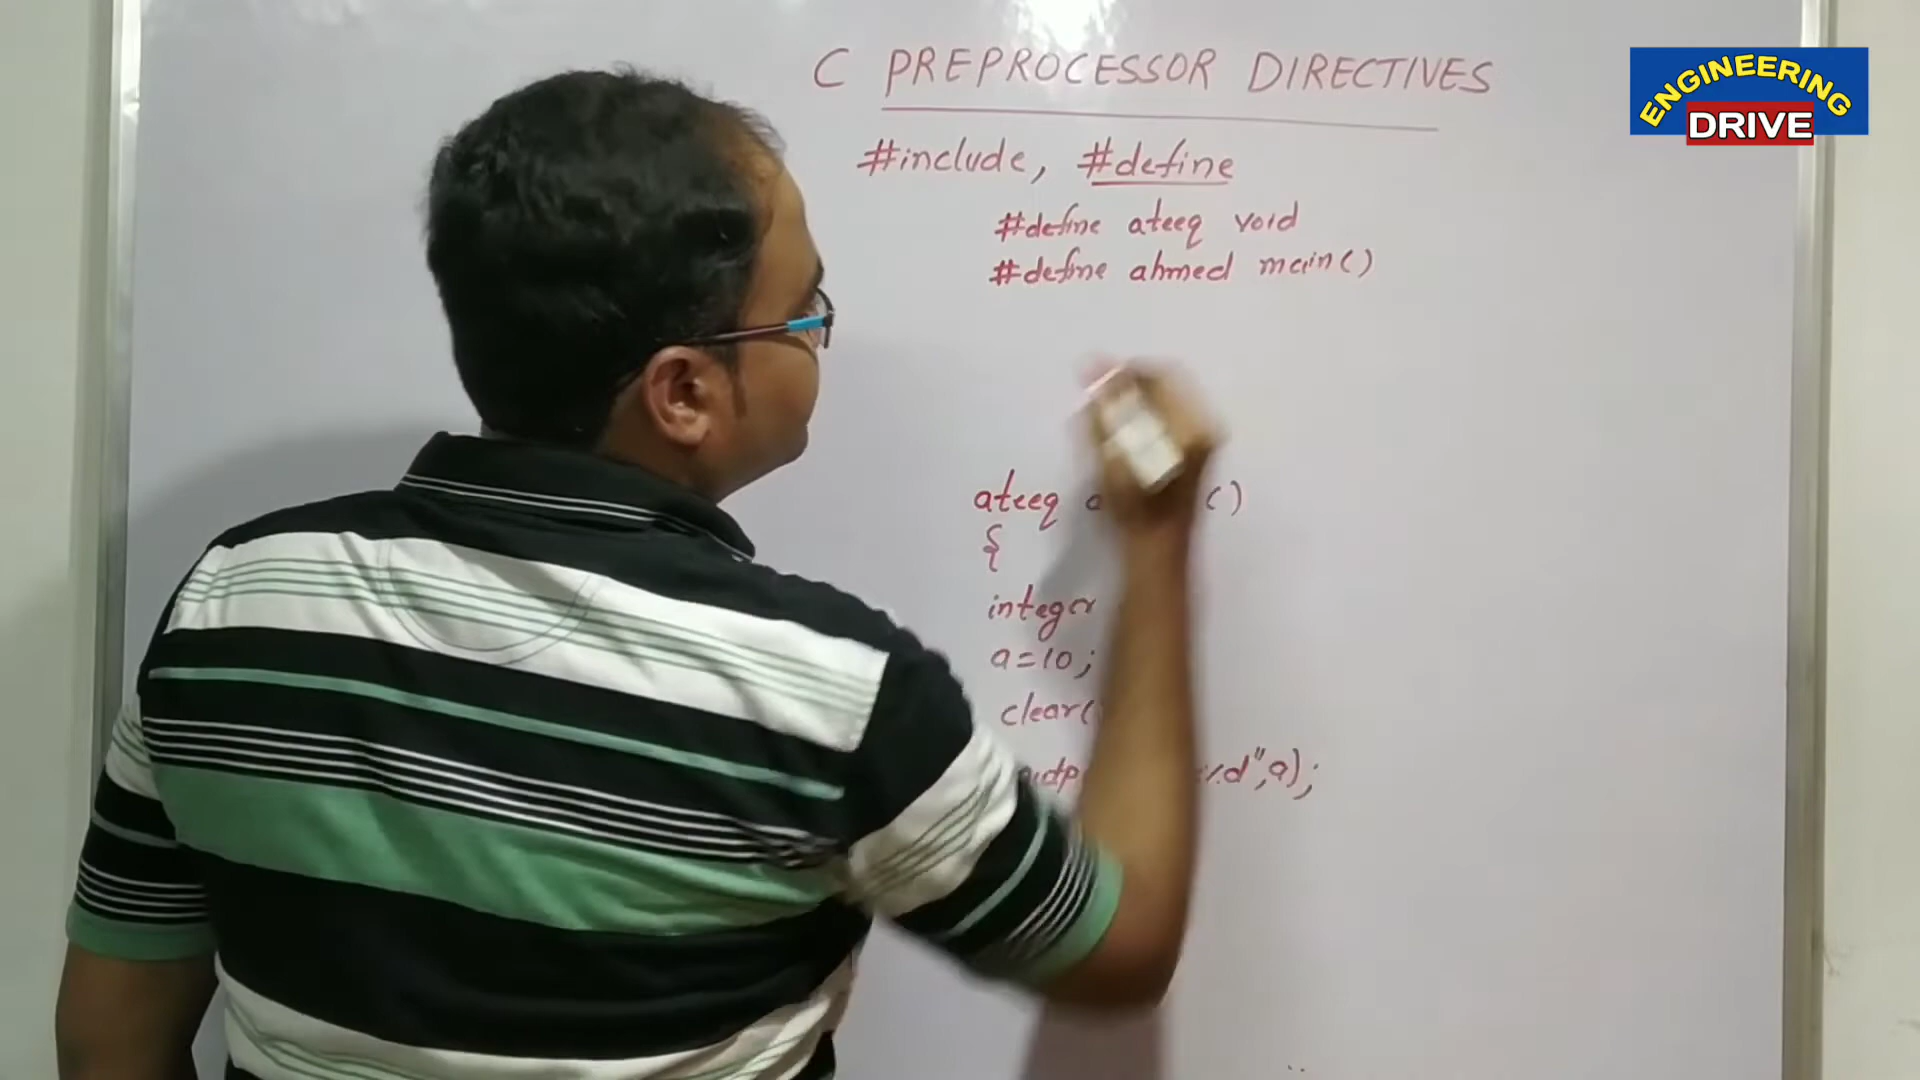 C PREPROCESSOR DIRECTIVES
ENGINEERING
DRIVE
#include, #define
#define ateeq void
#define ahmed main()
ateeq ()
{
integer
a=10;
clear(
%d",a);